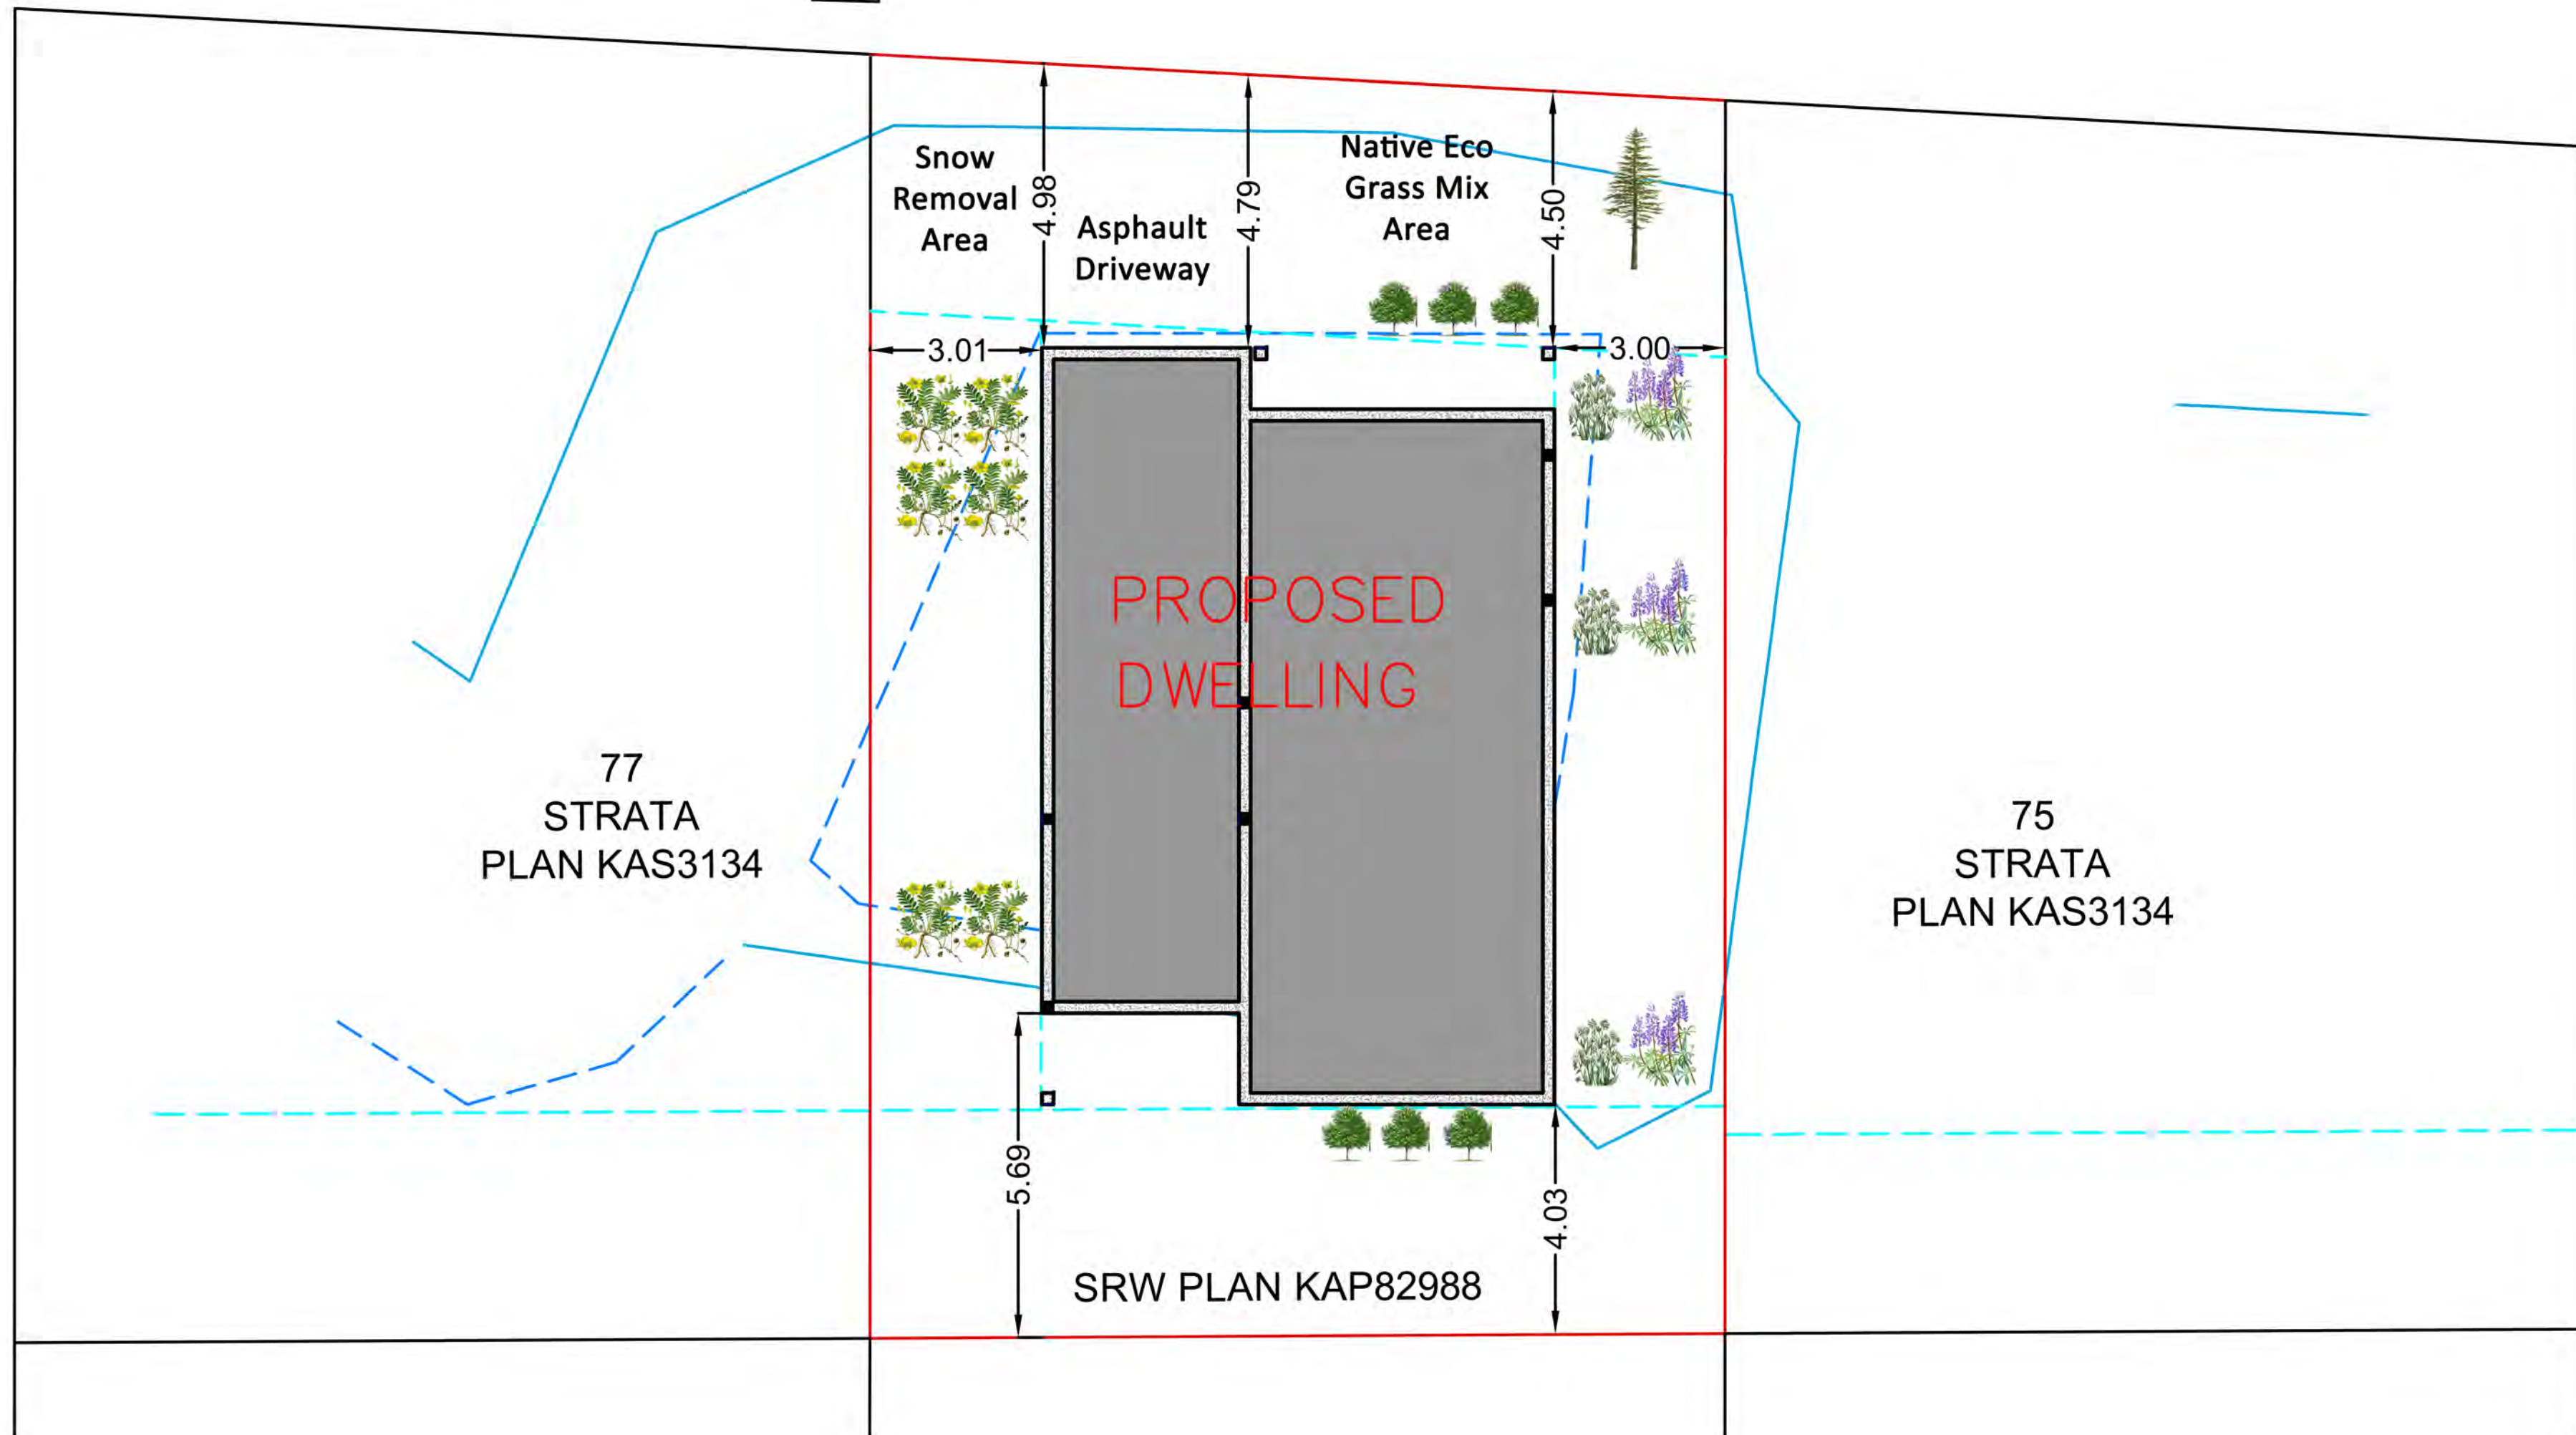 Snow
Removal
Area
4.98
Asphault
Driveway
4.79
Native Eco
Grass Mix
Area
4.50
3.01
3.00
PROPOSED
DWELLING
77
STRATA
PLAN KAS3134
75
STRATA
PLAN KAS3134
5.69
4.03
SRW PLAN KAP82988